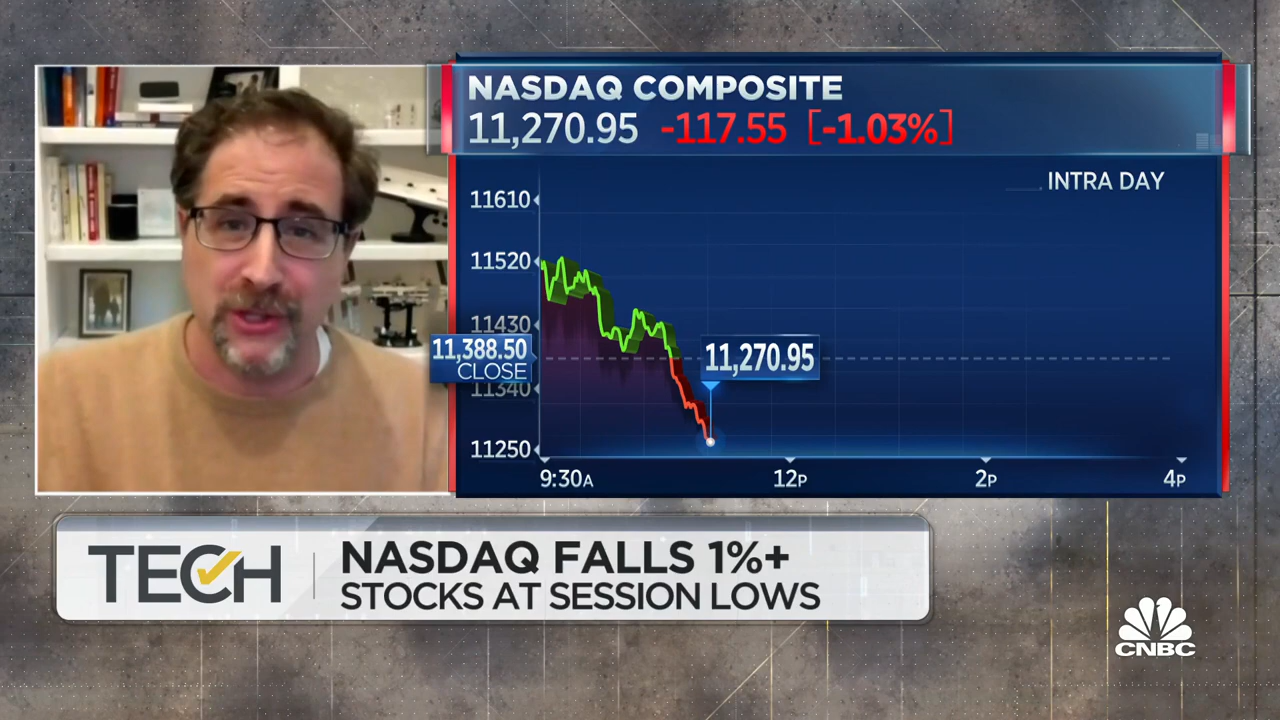 NASDAQ COMPOSITE
11,270.95 -117.55 [-1.03%]
INTRA DAY
11610
11520
11430
11,388.50
CLOSE
11340
11250
11,270.95
9:30A 12P 2P 4P
TECH
NASDAQ FALLS 1%+
STOCKS AT SESSION LOWS
CNBC